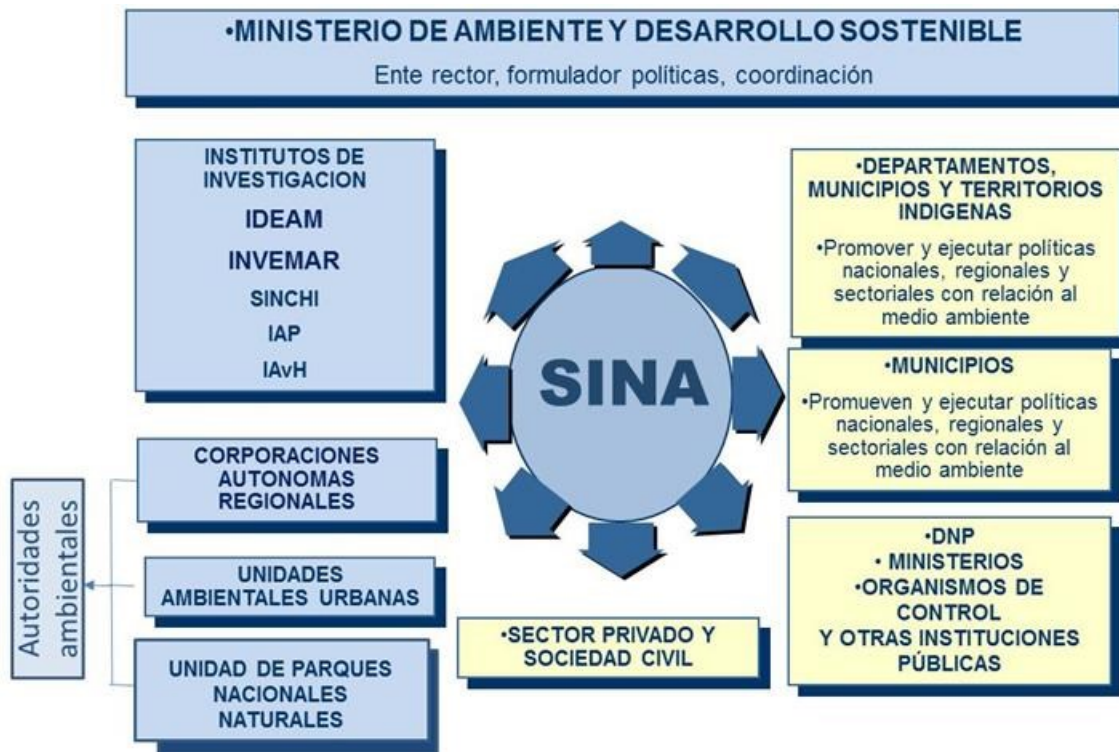 •MINISTERIO DE AMBIENTE Y DESARROLLO SOSTENIBLE
Ente rector, formulador políticas, coordinación
INSTITUTOS DE
INVESTIGACION
IDEAM
INVEMAR
SINCHI
IAP
IAvH
CORPORACIONES
AUTONOMAS
REGIONALES
Autoridades
ambientales
UNIDADES
AMBIENTALES URBANAS
UNIDAD DE PARQUES
NACIONALES
NATURALES
SINA
•SECTOR PRIVADO Y
SOCIEDAD CIVIL
•DEPARTAMENTOS,
MUNICIPIOS Y TERRITORIOS
INDIGENAS
•Promover y ejecutar políticas
nacionales, regionales y
sectoriales con relación al
medio ambiente
•MUNICIPIOS
•Promueven y ejecutar políticas
nacionales, regionales y
sectoriales con relación al
medio ambiente
•DNP
• MINISTERIOS
•ORGANISMOS DE
CONTROL
Y OTRAS INSTITUCIONES
PÚBLICAS